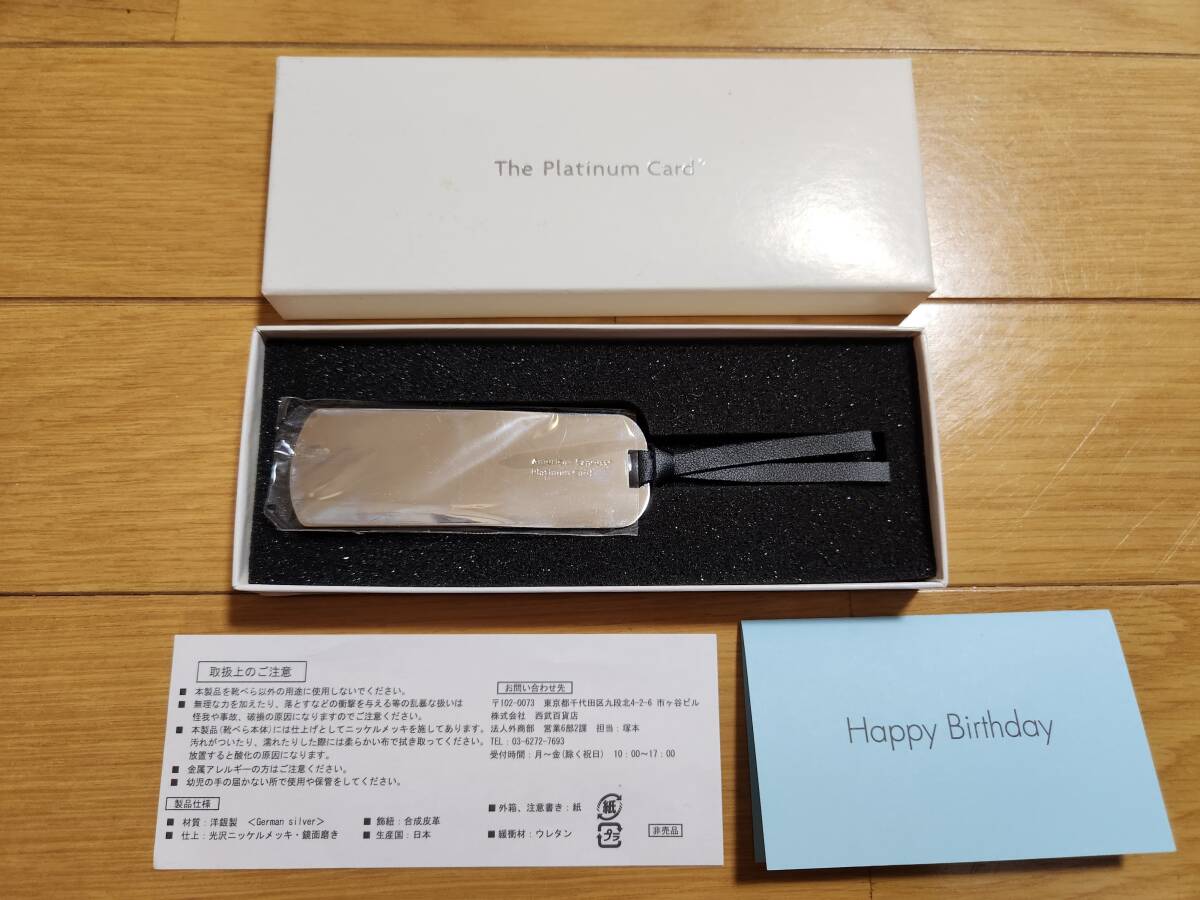 The Platinum Card®
American Express
Platinum Card
取扱上のご注意
■ 本製品を靴べら以外の用途に使用しないでください。
■ 無理な力を加えたり、落とすなどの衝撃を与える等の乱暴な扱いは
怪我や事故、破損の原因になりますのでご注意ください。
■ 本製品(靴べら本体)には仕上げとしてニッケルメッキを施してあります。
汚れがついたり、濡れたりした際には柔らかい布で拭き取ってください。
放置すると酸化の原因になります。
■ 金属アレルギーの方はご注意ください。
■ 幼児の手の届かない所で使用や保管をしてください。
お問い合わせ先
〒102-0073 東京都千代田区九段北4-2-6 市ヶ谷ビル
株式会社 西武百貨店
法人外商部 営業6部2課 担当:塚本
TEL:03-6272-7693
受付時間:月～金(除く祝日) 10:00～17:00
製品仕様
■ 材質:洋銀製 <German silver>
■ 仕上:光沢ニッケルメッキ・鏡面磨き
■ 飾紐:合成皮革
■ 生産国:日本
■外箱、注意書き:紙
紙
■緩衝材:ウレタン
プラ
非売品
Happy Birthday